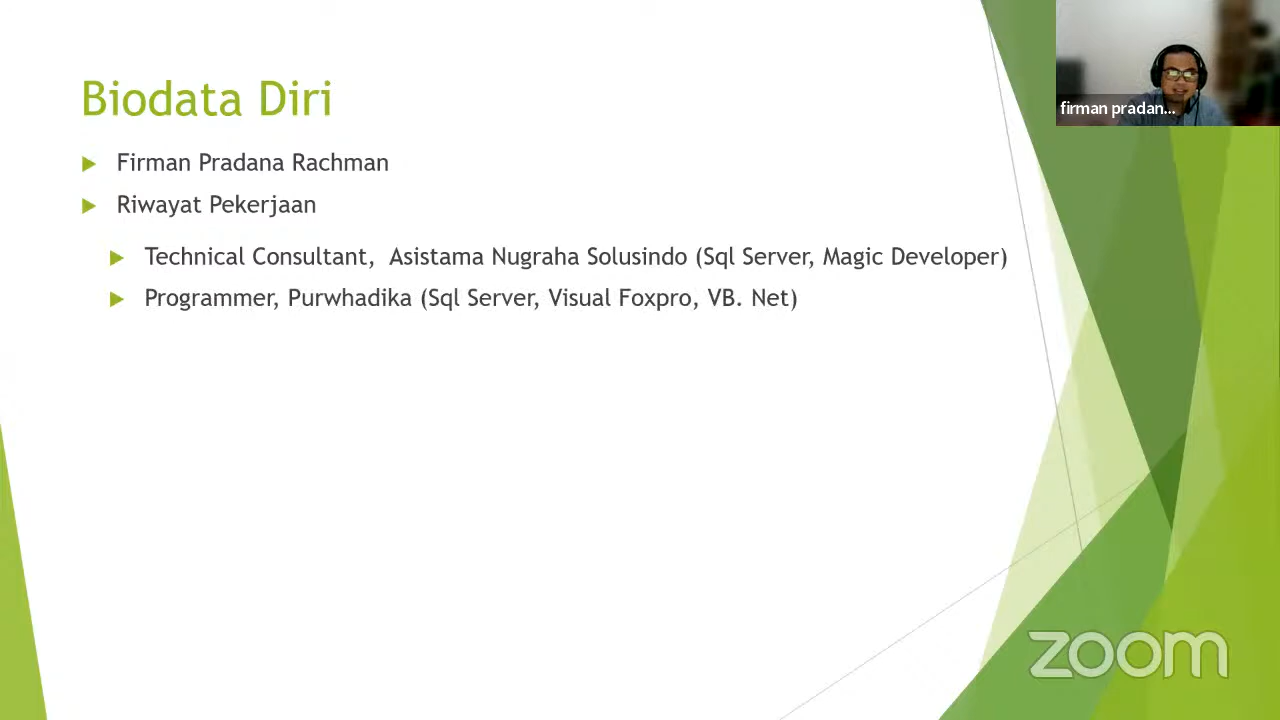 Biodata Diri
Firman Pradana Rachman
Riwayat Pekerjaan
Technical Consultant, Asistama Nugraha Solusindo (Sql Server, Magic Developer)
Programmer, Purwhadika (Sql Server, Visual Foxpro, VB. Net)
firman pradan...
zoom